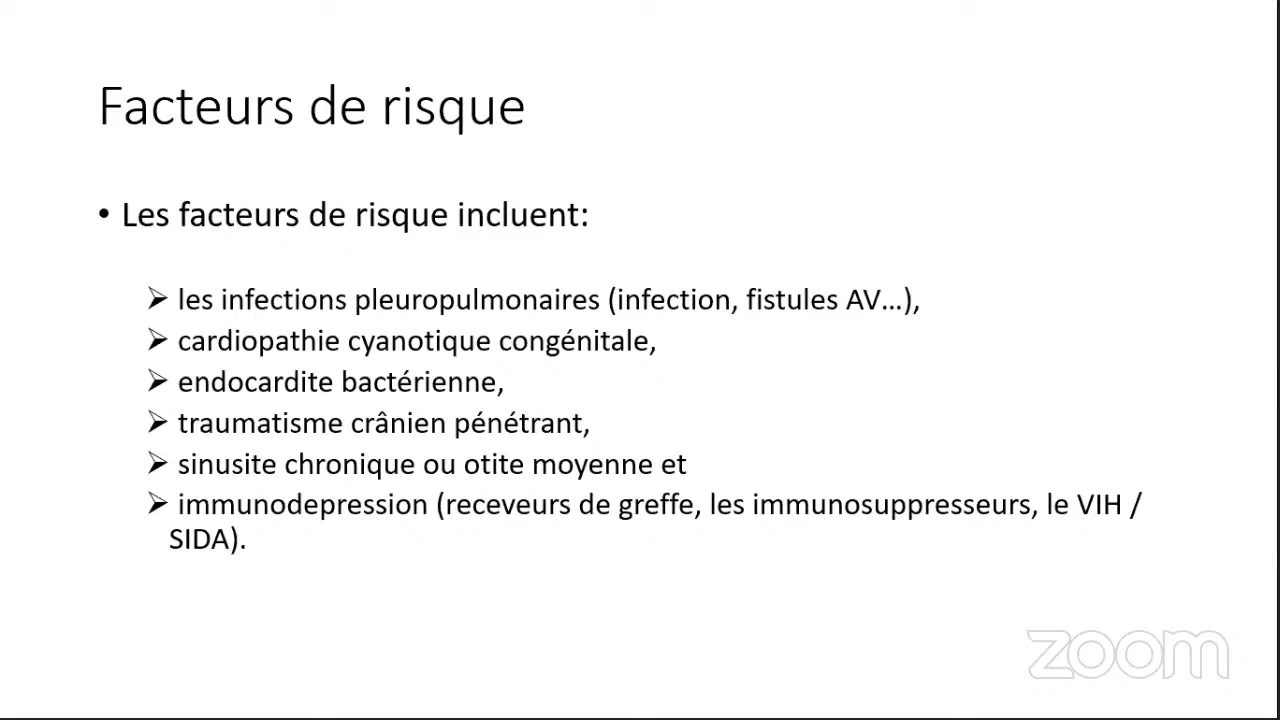 Facteurs de risque
• Les facteurs de risque incluent:
➢ les infections pleuropulmonaires (infection, fistules AV...),
➢ cardiopathie cyanotique congénitale,
➢ endocardite bactérienne,
➢ traumatisme crânien pénétrant,
➢ sinusite chronique ou otite moyenne et
➢ immunodepression (receveurs de greffe, les immunosuppresseurs, le VIH /
SIDA).
zoom